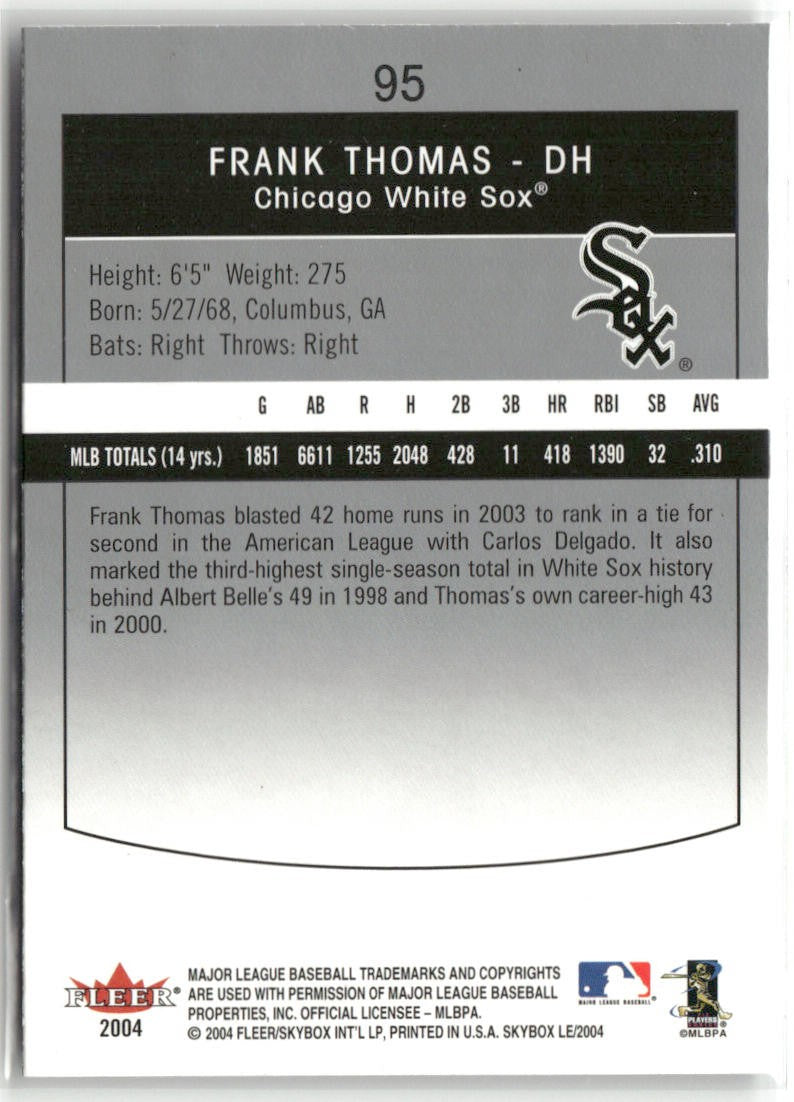 95
FRANK THOMAS - DH
Chicago White Sox®
Sox ®
Height: 6'5" Weight: 275
Born: 5/27/68, Columbus, GA
Bats: Right Throws: Right
G AB R H 2B 3B HR RBI SB AVG
MLB TOTALS (14 yrs.) 1851 6611 1255 2048 428 11 418 1390 32 .310
Frank Thomas blasted 42 home runs in 2003 to rank in a tie for
second in the American League with Carlos Delgado. It also
marked the third-highest single-season total in White Sox history
behind Albert Belle's 49 in 1998 and Thomas's own career-high 43
in 2000.
FLEER®
2004
MAJOR LEAGUE BASEBALL TRADEMARKS AND COPYRIGHTS
ARE USED WITH PERMISSION OF MAJOR LEAGUE BASEBALL
PROPERTIES, INC. OFFICIAL LICENSEE – MLBPA.
© 2004 FLEER/SKYBOX INT'L LP, PRINTED IN U.S.A. SKYBOX LE/2004
MAJOR LEAGUE BASEBALL®
PLAYERS
CHOICE ®
©MLBPA